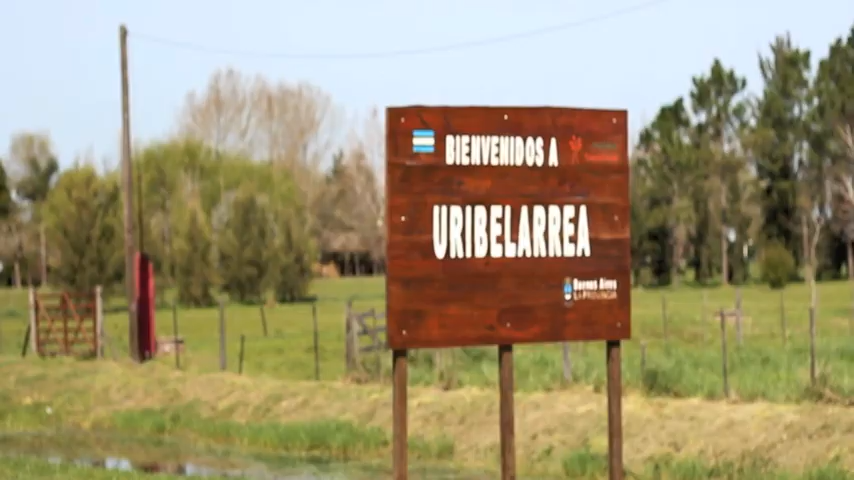 BIENVENIDOS A
URIBELARREA
Buenos Aires
LA PROVINCIA